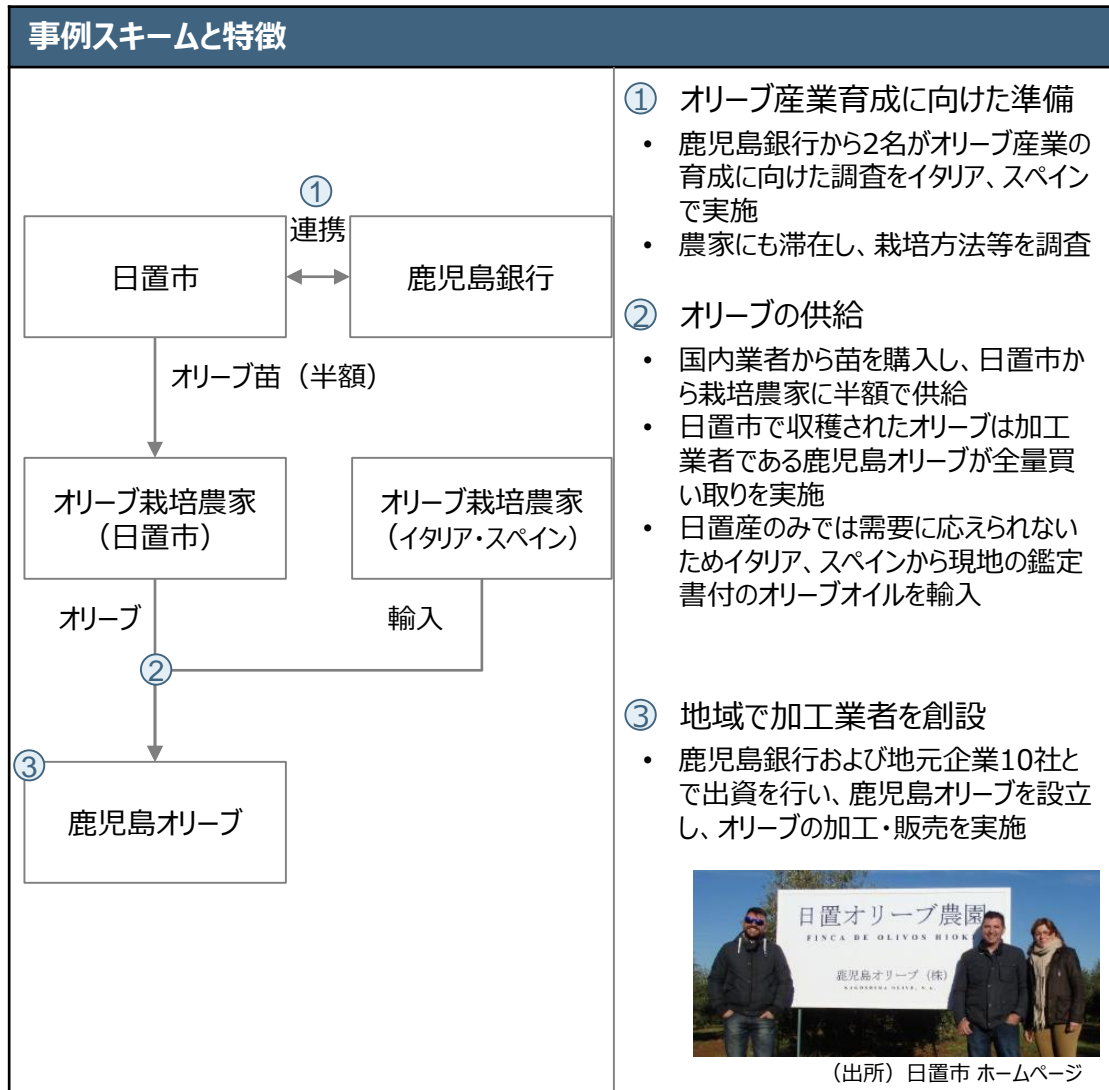 事例スキームと特徴
①
連携
日置市
鹿児島銀行
オリーブ苗（半額）
オリーブ栽培農家
（日置市）
オリーブ栽培農家
（イタリア・スペイン）
オリーブ
輸入
②
③
鹿児島オリーブ
① オリーブ産業育成に向けた準備
• 鹿児島銀行から2名がオリーブ産業の
育成に向けた調査をイタリア、スペイン
で実施
• 農家にも滞在し、栽培方法等を調査
② オリーブの供給
• 国内業者から苗を購入し、日置市か
ら栽培農家に半額で供給
• 日置市で収穫されたオリーブは加工
業者である鹿児島オリーブが全量買
い取りを実施
• 日置産のみでは需要に応えられない
ためイタリア、スペインから現地の鑑定
書付のオリーブオイルを輸入
③ 地域で加工業者を創設
• 鹿児島銀行および地元企業10社と
で出資を行い、鹿児島オリーブを設立
し、オリーブの加工・販売を実施
日置オリーブ農園
FINCA DE OLIVOS HIOKI
鹿児島オリーブ（株）
KAGOSHIMA OLIVE, S.A.
（出所）日置市 ホームページ